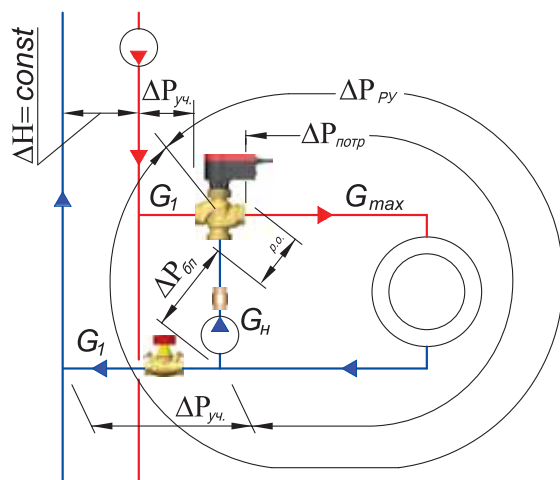 ΔH=const
ΔPуч.
ΔPРУ
ΔPпотр
G1
Gmax
р.о.
ΔPбп
GН
G1
ΔPуч.